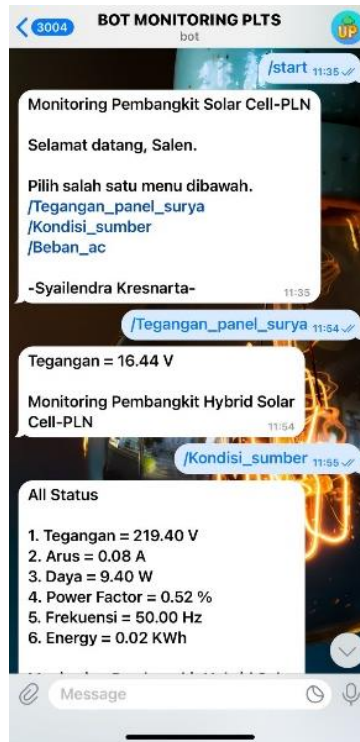 3004
BOT MONITORING PLTS
bot
UP
/start 11:35
Monitoring Pembangkit Solar Cell-PLN
Selamat datang, Salen.
Pilih salah satu menu dibawah.
/Tegangan_panel_surya
/Kondisi_sumber
/Beban_ac
-Syailendra Kresnarta-
11:35
/Tegangan_panel_surya 11:54
Tegangan = 16.44 V
Monitoring Pembangkit Hybrid Solar
Cell-PLN
11:54
/Kondisi_sumber 11:55
All Status
1. Tegangan = 219.40 V
2. Arus = 0.08 A
3. Daya = 9.40 W
4. Power Factor = 0.52 %
5. Frekuensi = 50.00 Hz
6. Energy = 0.02 KWh
Message